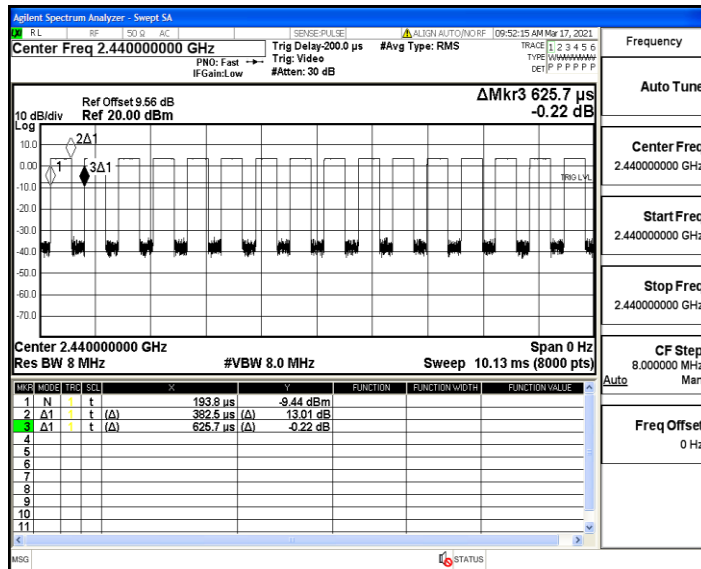 Agilent Spectrum Analyzer - Swept SA
RL RF 50 Ω AC SENSE:PULSE ALIGN AUTO/NO RF 09:52:15 AM Mar 17, 2021
Center Freq 2.440000000 GHz
PNO: Fast
IFGain:Low
Trig Delay-200.0 µs
Trig: Video
#Atten: 30 dB
#Avg Type: RMS
TRACE 1 2 3 4 5 6
TYPE WWWWWW
DET P P P P P P
Ref Offset 9.56 dB
10 dB/div Ref 20.00 dBm
Log
ΔMkr3 625.7 µs
-0.22 dB
10.0
0.00
-10.0
-20.0
-30.0
-40.0
-50.0
-60.0
-70.0
2Δ1
1
3Δ1
TRIG LVL
Center 2.440000000 GHz Span 0 Hz
Res BW 8 MHz #VBW 8.0 MHz Sweep 10.13 ms (8000 pts)
MKR MODE TRC SCL X Y FUNCTION FUNCTION WIDTH FUNCTION VALUE
1 N 1 t 193.8 µs -9.44 dBm
2 Δ1 1 t (Δ) 382.5 µs (Δ) 13.01 dB
3 Δ1 1 t (Δ) 625.7 µs (Δ) -0.22 dB
4
5
6
7
8
9
10
11
MSG STATUS
Frequency
Auto Tune
Center Freq
2.440000000 GHz
Start Freq
2.440000000 GHz
Stop Freq
2.440000000 GHz
CF Step
8.000000 MHz
Auto Man
Freq Offset
0 Hz